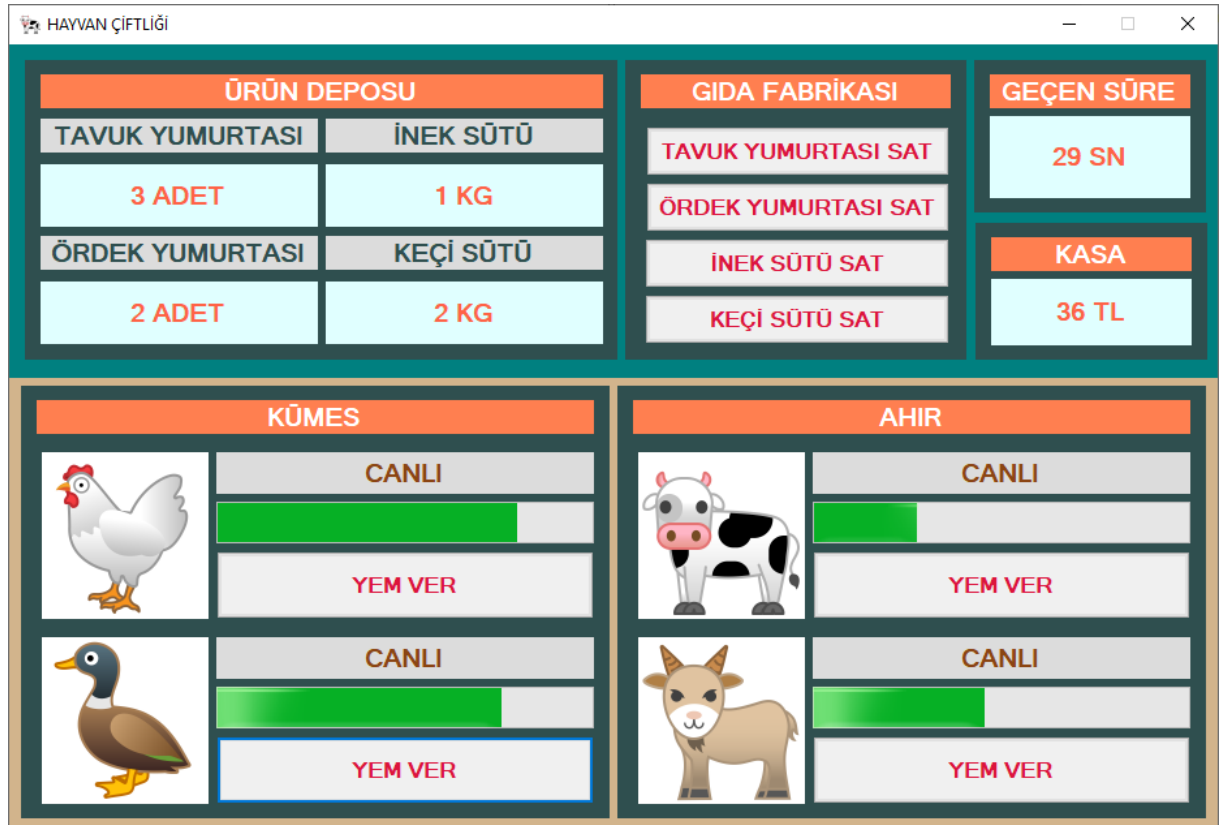 HAYVAN ÇİFTLİĞİ
ÜRÜN DEPOSU
TAVUK YUMURTASI
İNEK SÜTÜ
3 ADET
1 KG
ÖRDEK YUMURTASI
KEÇİ SÜTÜ
2 ADET
2 KG
GIDA FABRİKASI
TAVUK YUMURTASI SAT
ÖRDEK YUMURTASI SAT
İNEK SÜTÜ SAT
KEÇİ SÜTÜ SAT
GEÇEN SÜRE
29 SN
KASA
36 TL
KÜMES
CANLI
YEM VER
CANLI
YEM VER
AHIR
CANLI
YEM VER
CANLI
YEM VER